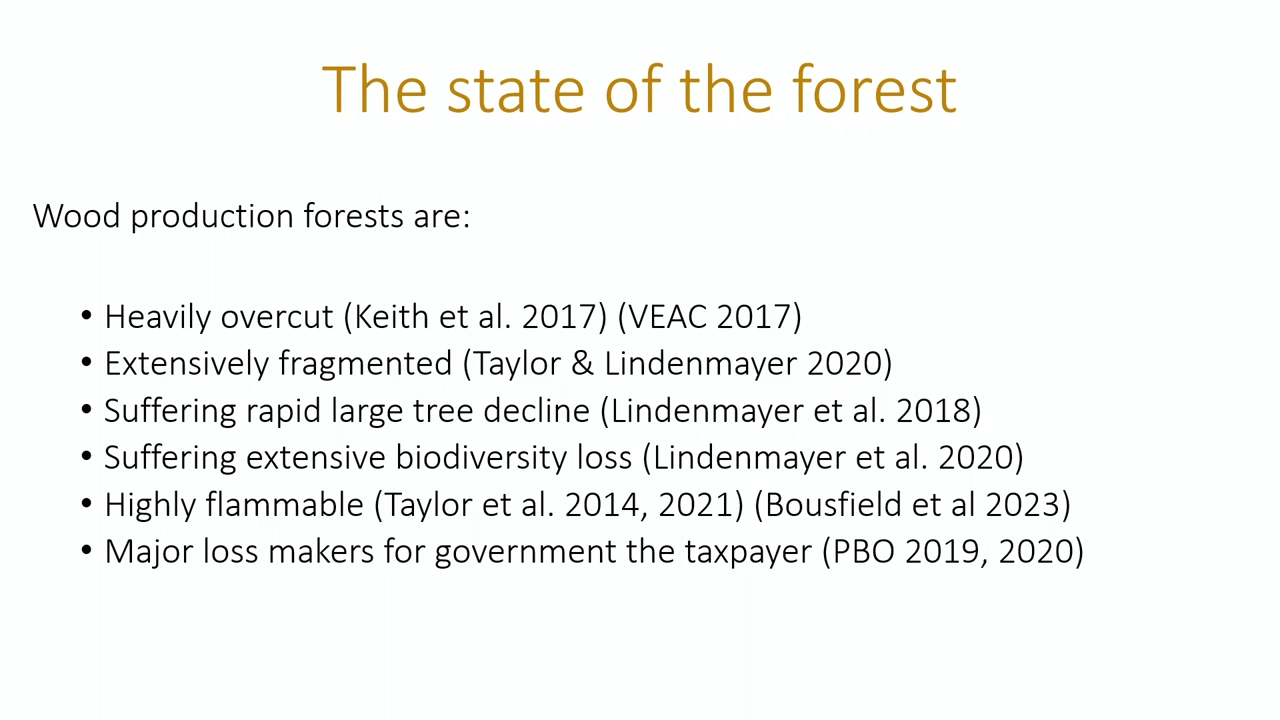 The state of the forest
Wood production forests are:
• Heavily overcut (Keith et al. 2017) (VEAC 2017)
• Extensively fragmented (Taylor & Lindenmayer 2020)
• Suffering rapid large tree decline (Lindenmayer et al. 2018)
• Suffering extensive biodiversity loss (Lindenmayer et al. 2020)
• Highly flammable (Taylor et al. 2014, 2021) (Bousfield et al 2023)
• Major loss makers for government the taxpayer (PBO 2019, 2020)